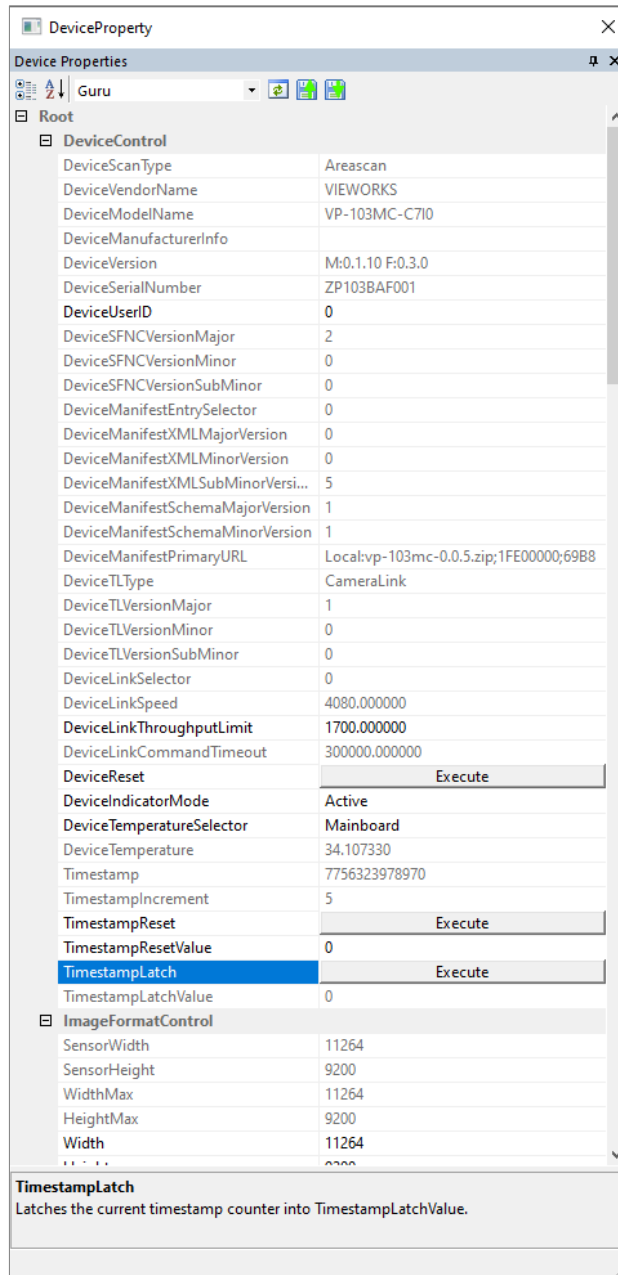 DeviceProperty
Device Properties
Guru
Root
DeviceControl
DeviceScanType Areascan
DeviceVendorName VIEWORKS
DeviceModelName VP-103MC-C7I0
DeviceManufacturerInfo
DeviceVersion M:0.1.10 F:0.3.0
DeviceSerialNumber ZP103BAF001
DeviceUserID 0
DeviceSFNCVersionMajor 2
DeviceSFNCVersionMinor 0
DeviceSFNCVersionSubMinor 0
DeviceManifestEntrySelector 0
DeviceManifestXMLMajorVersion 0
DeviceManifestXMLMinorVersion 0
DeviceManifestXMLSubMinorVersi... 5
DeviceManifestSchemaMajorVersion 1
DeviceManifestSchemaMinorVersion 1
DeviceManifestPrimaryURL Local:vp-103mc-0.0.5.zip;1FE00000;69B8
DeviceTLType CameraLink
DeviceTLVersionMajor 1
DeviceTLVersionMinor 0
DeviceTLVersionSubMinor 0
DeviceLinkSelector 0
DeviceLinkSpeed 4080.000000
DeviceLinkThroughputLimit 1700.000000
DeviceLinkCommandTimeout 300000.000000
DeviceReset Execute
DeviceIndicatorMode Active
DeviceTemperatureSelector Mainboard
DeviceTemperature 34.107330
Timestamp 7756323978970
TimestampIncrement 5
TimestampReset Execute
TimestampResetValue 0
TimestampLatch Execute
TimestampLatchValue 0
ImageFormatControl
SensorWidth 11264
SensorHeight 9200
WidthMax 11264
HeightMax 9200
Width 11264
TimestampLatch
Latches the current timestamp counter into TimestampLatchValue.